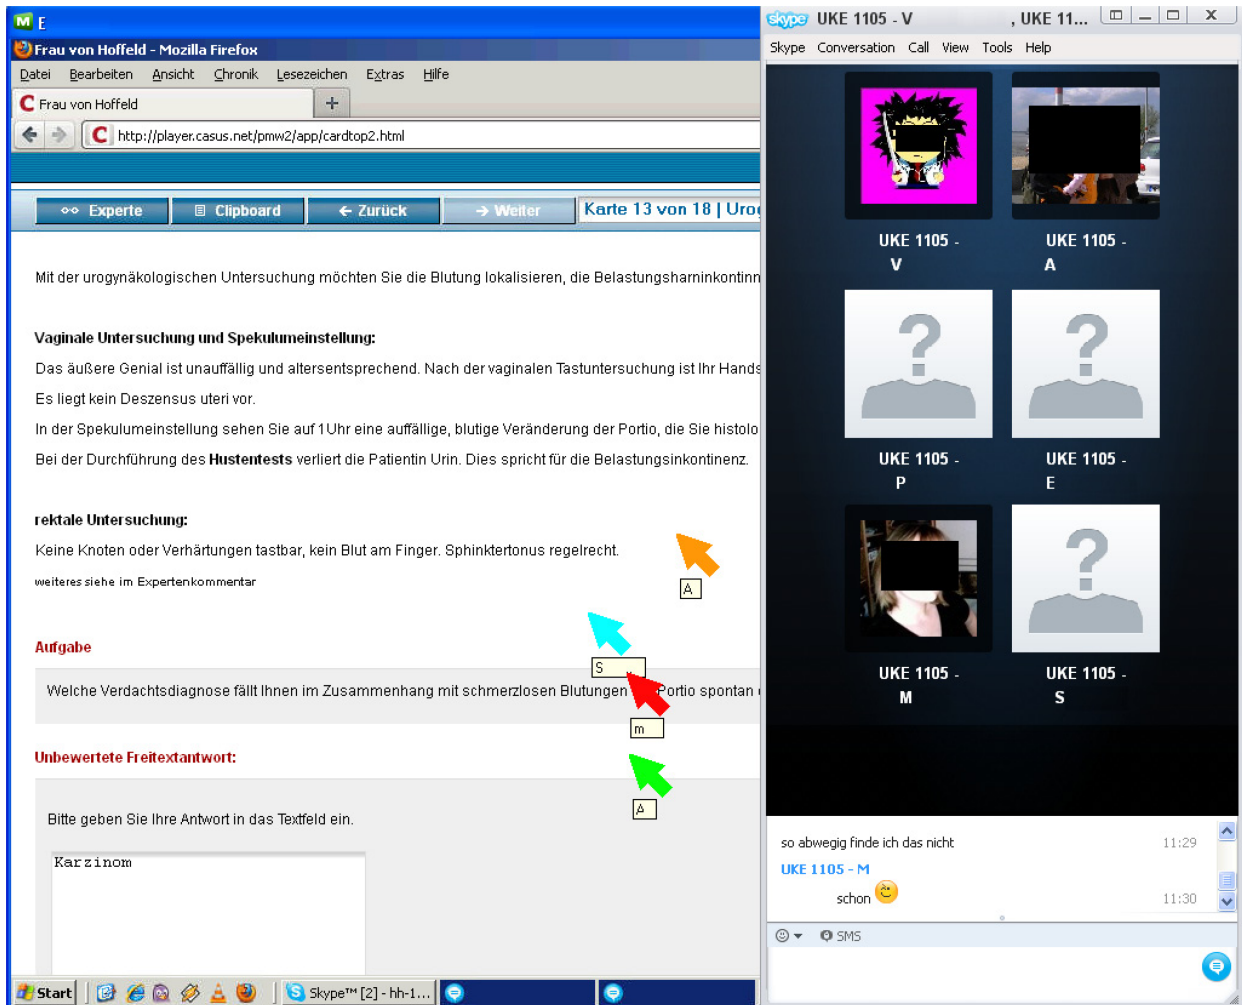 E
Frau von Hoffeld - Mozilla Firefox
Datei Bearbeiten Ansicht Chronik Lesezeichen Extras Hilfe
Frau von Hoffeld
http://player.casus.net/pmw2/app/cardtop2.html
Experte Clipboard ← Zurück → Weiter Karte 13 von 18 | Uro
Mit der urogynäkologischen Untersuchung möchten Sie die Blutung lokalisieren, die Belastungsharninkontinn
Vaginale Untersuchung und Spekulumeinstellung:
Das äußere Genial ist unauffällig und altersentsprechend. Nach der vaginalen Tastuntersuchung ist Ihr Hands
Es liegt kein Deszensus uteri vor.
In der Spekulumeinstellung sehen Sie auf 1Uhr eine auffällige, blutige Veränderung der Portio, die Sie histolo
Bei der Durchführung des Hustentests verliert die Patientin Urin. Dies spricht für die Belastungsinkontinenz.
rektale Untersuchung:
Keine Knoten oder Verhärtungen tastbar, kein Blut am Finger. Sphinktertonus regelrecht.
weiteres siehe im Expertenkommentar
A
S
Aufgabe
Welche Verdachtsdiagnose fällt Ihnen im Zusammenhang mit schmerzlosen Blutungen Portio spontan
m
Unbewertete Freitextantwort:
A
Bitte geben Sie Ihre Antwort in das Textfeld ein.
Karzinom
Start Skype™ [2] - hh-1...
skype UKE 1105 - V , UKE 11...
Skype Conversation Call View Tools Help
UKE 1105 -
V
UKE 1105 -
A
UKE 1105 -
P
UKE 1105 -
E
UKE 1105 -
M
UKE 1105 -
S
so abwegig finde ich das nicht 11:29
UKE 1105 - M
schon 11:30
SMS